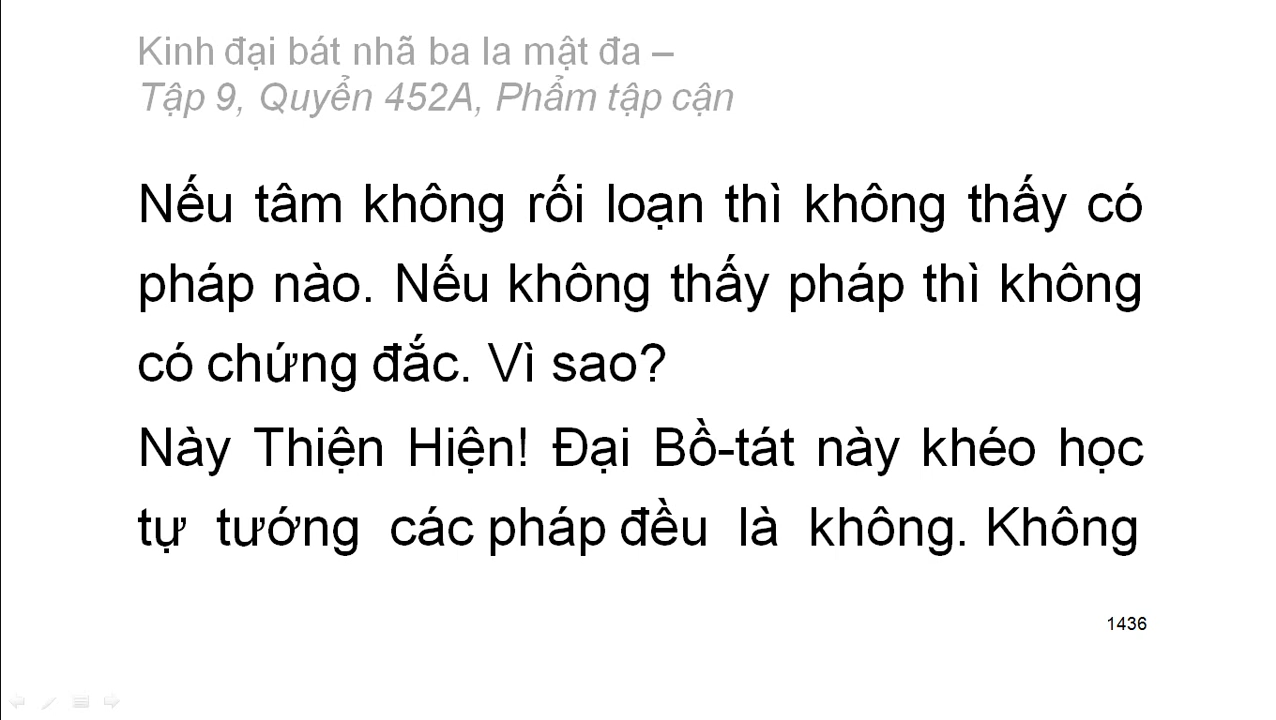 Kinh đại bát nhã ba la mật đa –
Tập 9, Quyển 452A, Phẩm tập cận
Nếu tâm không rối loạn thì không thấy có
pháp nào. Nếu không thấy pháp thì không
có chứng đắc. Vì sao?
Này Thiện Hiện! Đại Bồ-tát này khéo học
tự tướng các pháp đều là không. Không
1436